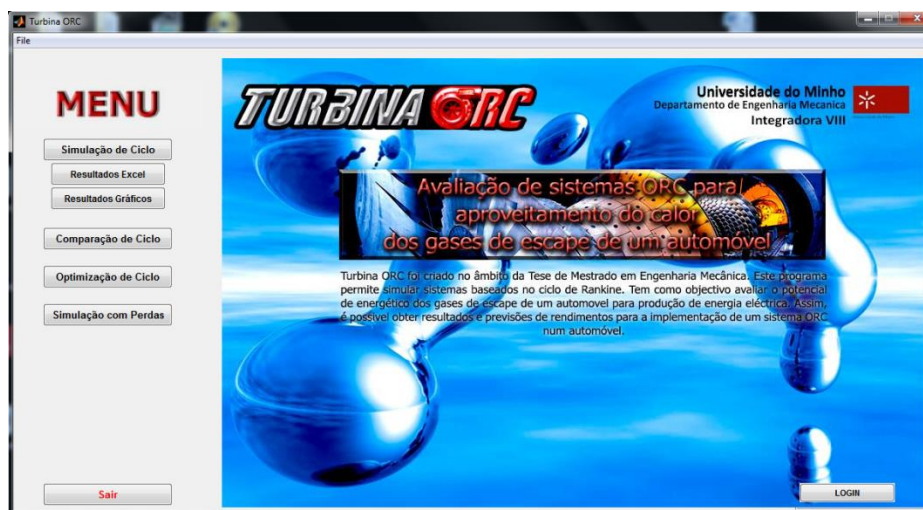 Turbina ORC
File
MENU
Simulação de Ciclo
Resultados Excel
Resultados Gráficos
Comparação de Ciclo
Optimização de Ciclo
Simulação com Perdas
Sair
TURBINA ORC
Universidade do Minho
Departamento de Engenharia Mecanica
Integradora VIII
Avaliação de sistemas ORC para
aproveitamento do calor
dos gases de escape de um automóvel
Turbina ORC foi criado no âmbito da Tese de Mestrado em Engenharia Mecânica. Este programa
permite simular sistemas baseados no ciclo de Rankine. Tem como objectivo avaliar o potencial
de energético dos gases de escape de um automovel para produção de energia eléctrica. Assim,
é possivel obter resultados e previsões de rendimentos para a implementação de um sistema ORC
num automóvel.
LOGIN